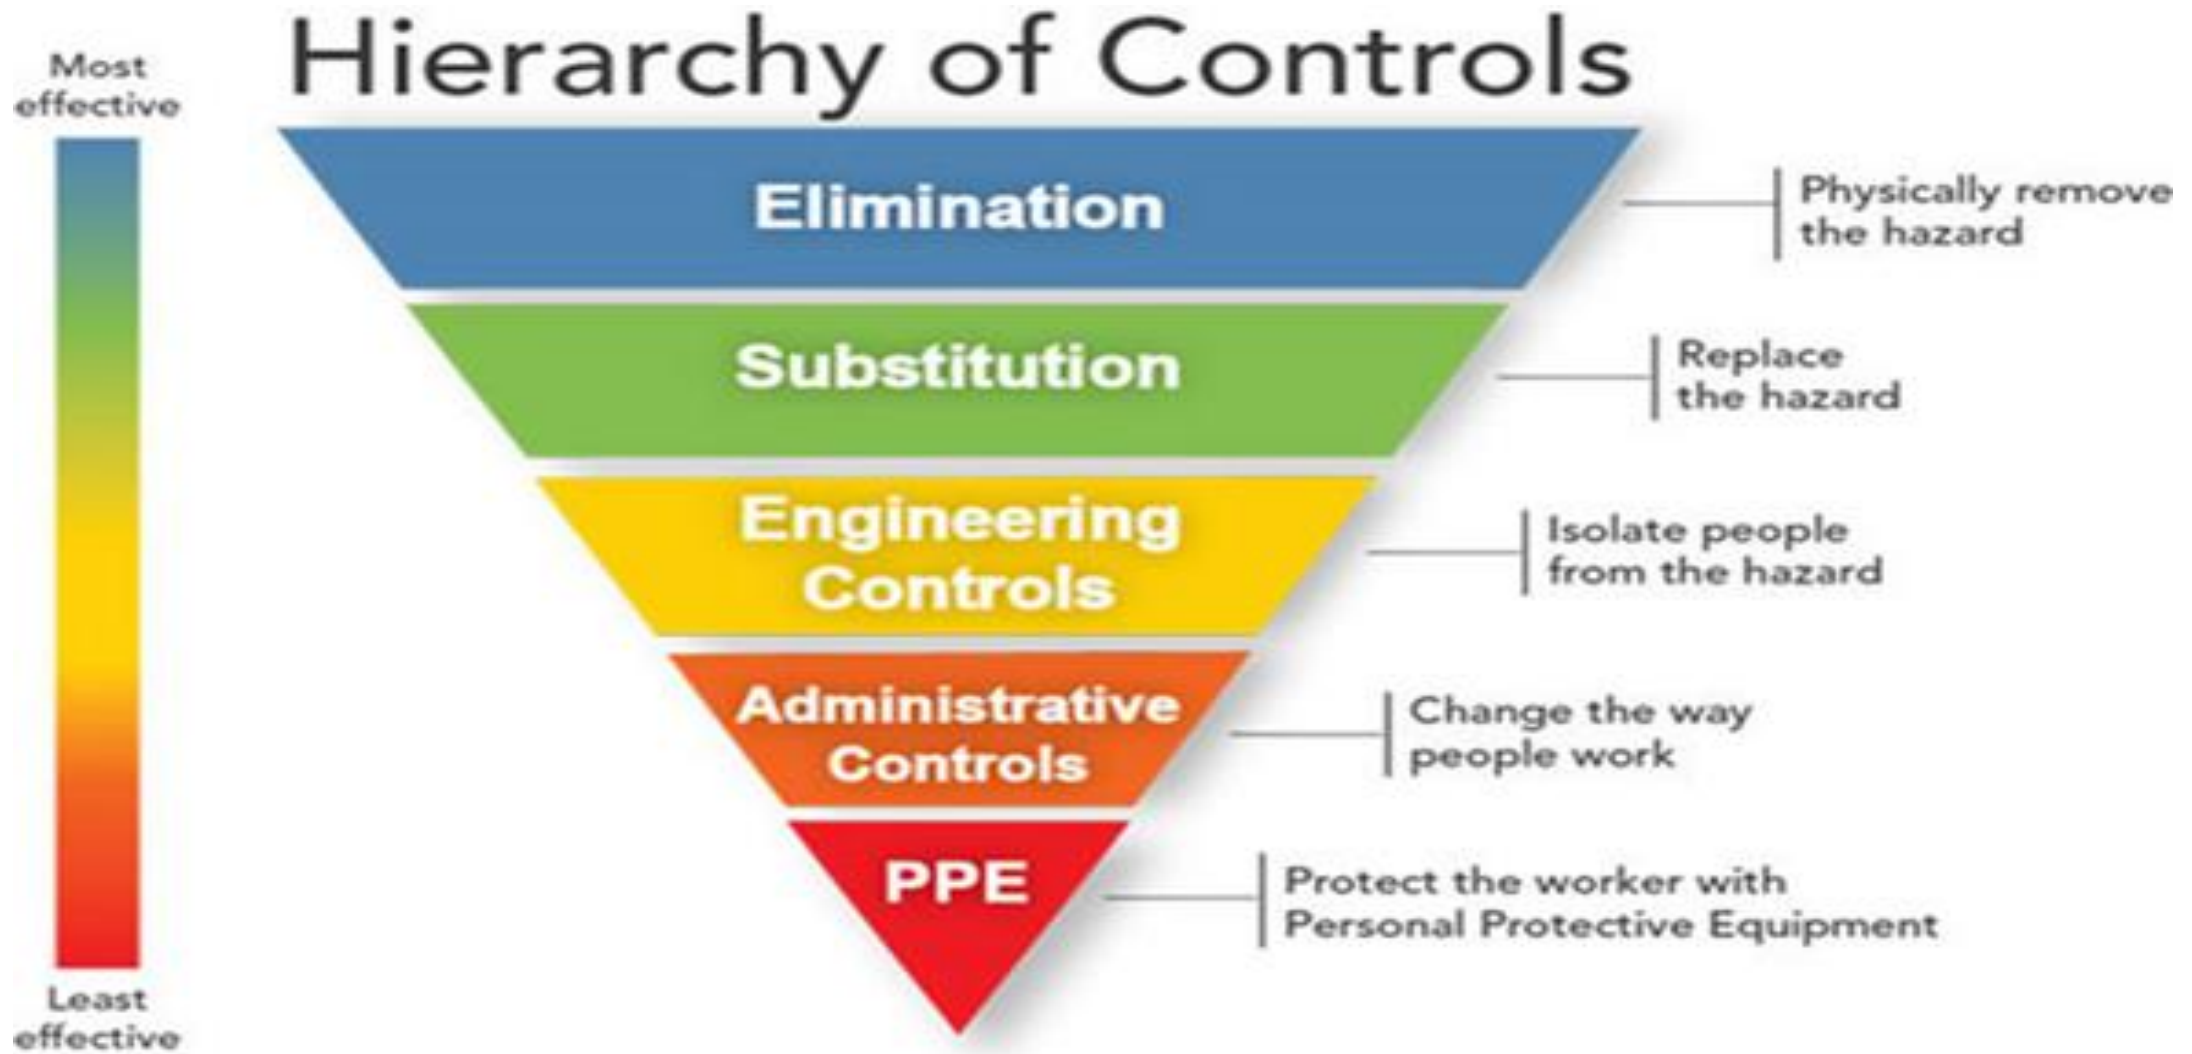 Hierarchy of Controls
Most
effective
Elimination
Physically remove
the hazard
Substitution
Replace
the hazard
Engineering
Controls
Isolate people
from the hazard
Administrative
Controls
Change the way
people work
PPE
Protect the worker with
Personal Protective Equipment
Least
effective